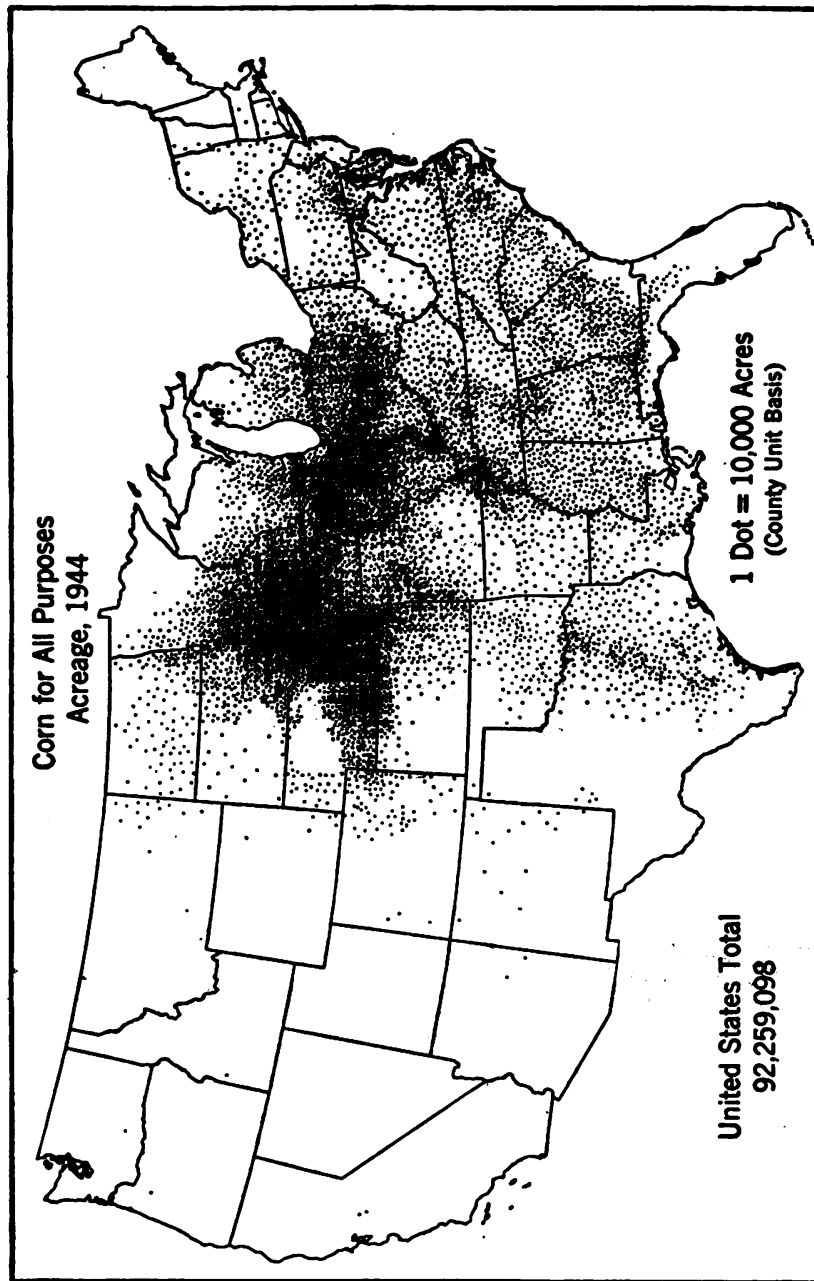 Corn for All Purposes
Acreage, 1944
1 Dot = 10,000 Acres
(County Unit Basis)
United States Total
92,259,098